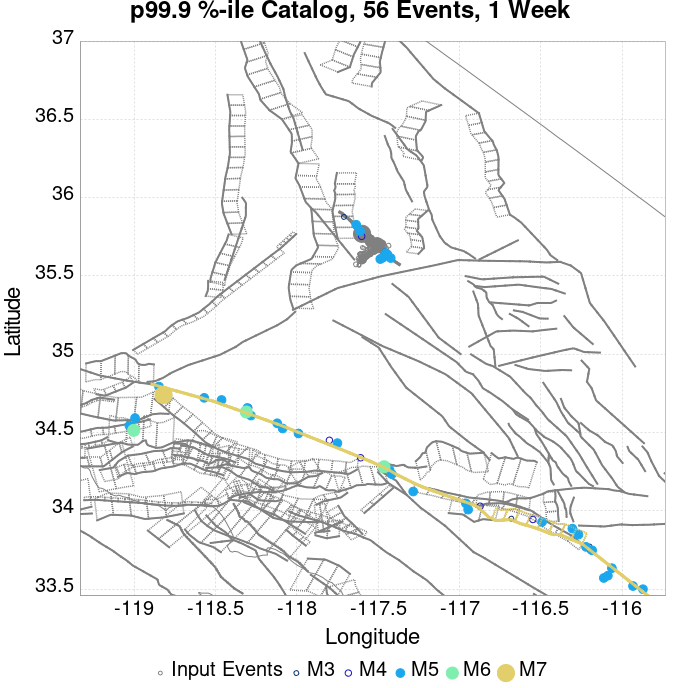 p99.9 %-ile Catalog, 56 Events, 1 Week
37
36.5
36
35.5
35
34.5
34
33.5
Latitude
-119 -118.5 -118 -117.5 -117 -116.5 -116
Longitude
Input Events M3 M4 M5 M6 M7